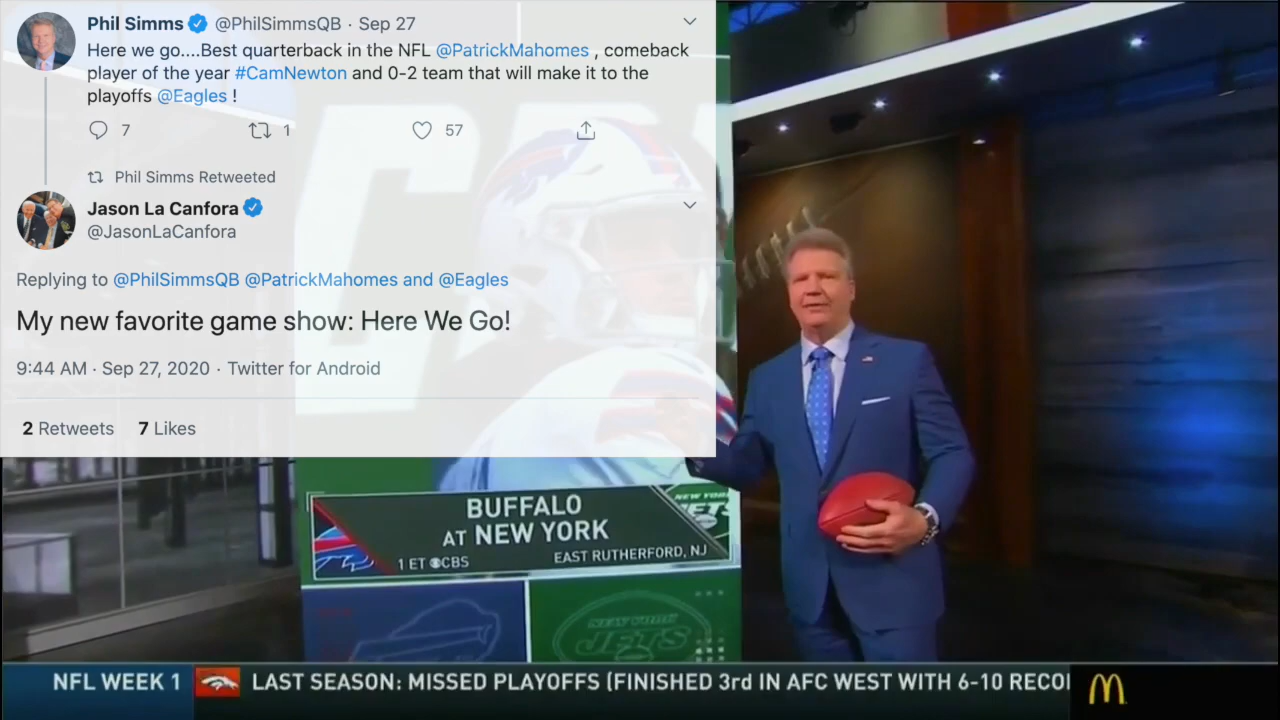 Phil Simms @PhilSimmsQB · Sep 27
Here we go....Best quarterback in the NFL @PatrickMahomes , comeback
player of the year #CamNewton and 0-2 team that will make it to the
playoffs @Eagles !
7 1 57
Phil Simms Retweeted
Jason La Canfora
@JasonLaCanfora
Replying to @PhilSimmsQB @PatrickMahomes and @Eagles
My new favorite game show: Here We Go!
9:44 AM · Sep 27, 2020 · Twitter for Android
2 Retweets 7 Likes
BUFFALO
AT NEW YORK
1 ET CBS
EAST RUTHERFORD, NJ
NEW YORK
JETS
NEW YORK
JETS
NFL WEEK 1
LAST SEASON: MISSED PLAYOFFS (FINISHED 3rd IN AFC WEST WITH 6-10 RECO